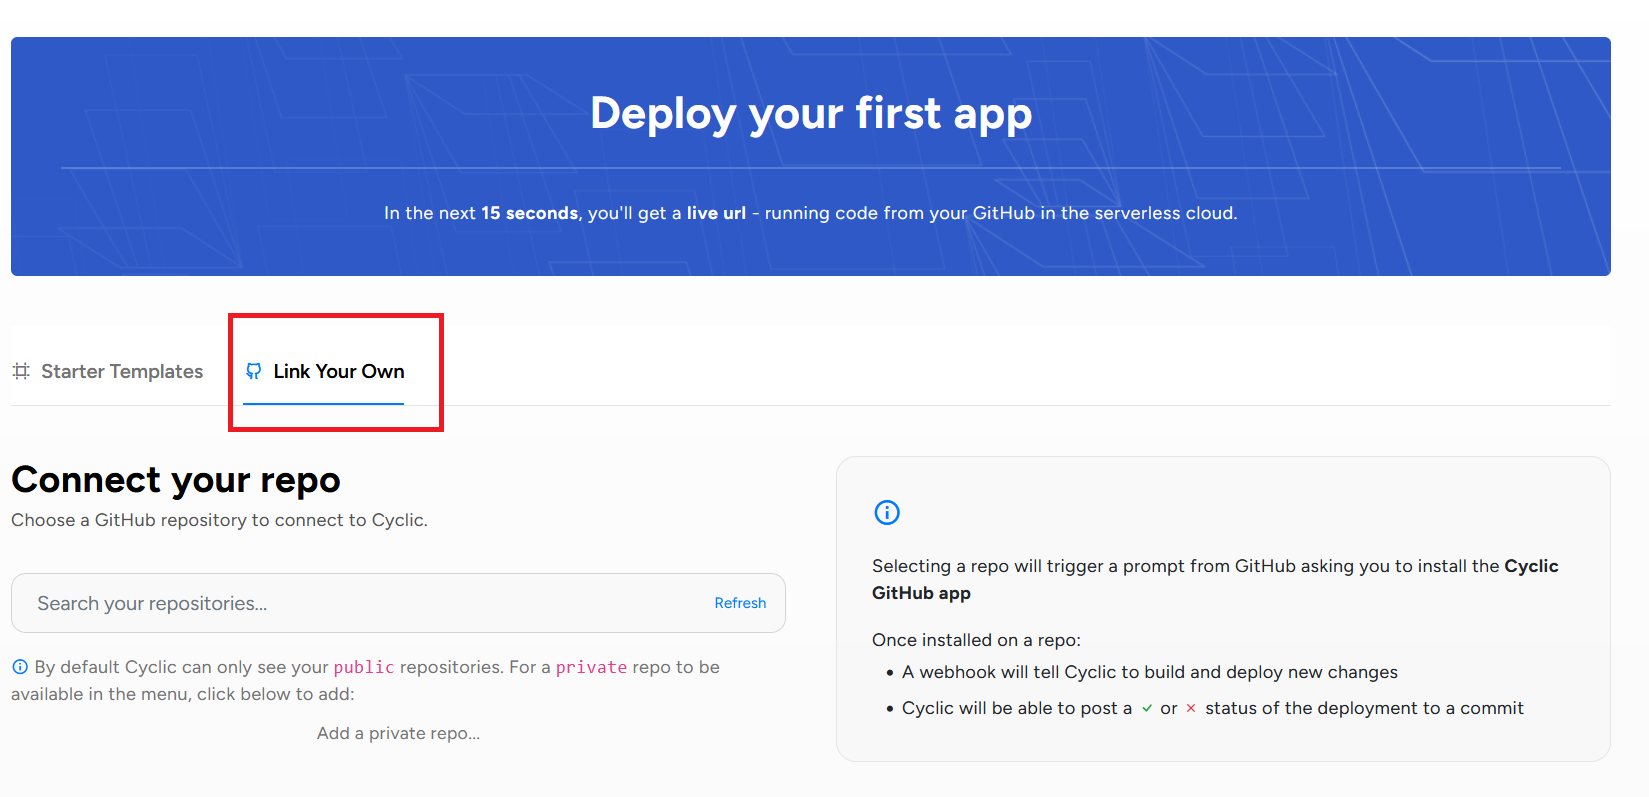 Deploy your first app
In the next 15 seconds, you'll get a live url - running code from your GitHub in the serverless cloud.
Starter Templates
Link Your Own
Connect your repo
Choose a GitHub repository to connect to Cyclic.
Search your repositories...
Refresh
By default Cyclic can only see your public repositories. For a private repo to be
available in the menu, click below to add:
Add a private repo...
Selecting a repo will trigger a prompt from GitHub asking you to install the Cyclic
GitHub app
Once installed on a repo:
• A webhook will tell Cyclic to build and deploy new changes
• Cyclic will be able to post a ✓ or × status of the deployment to a commit